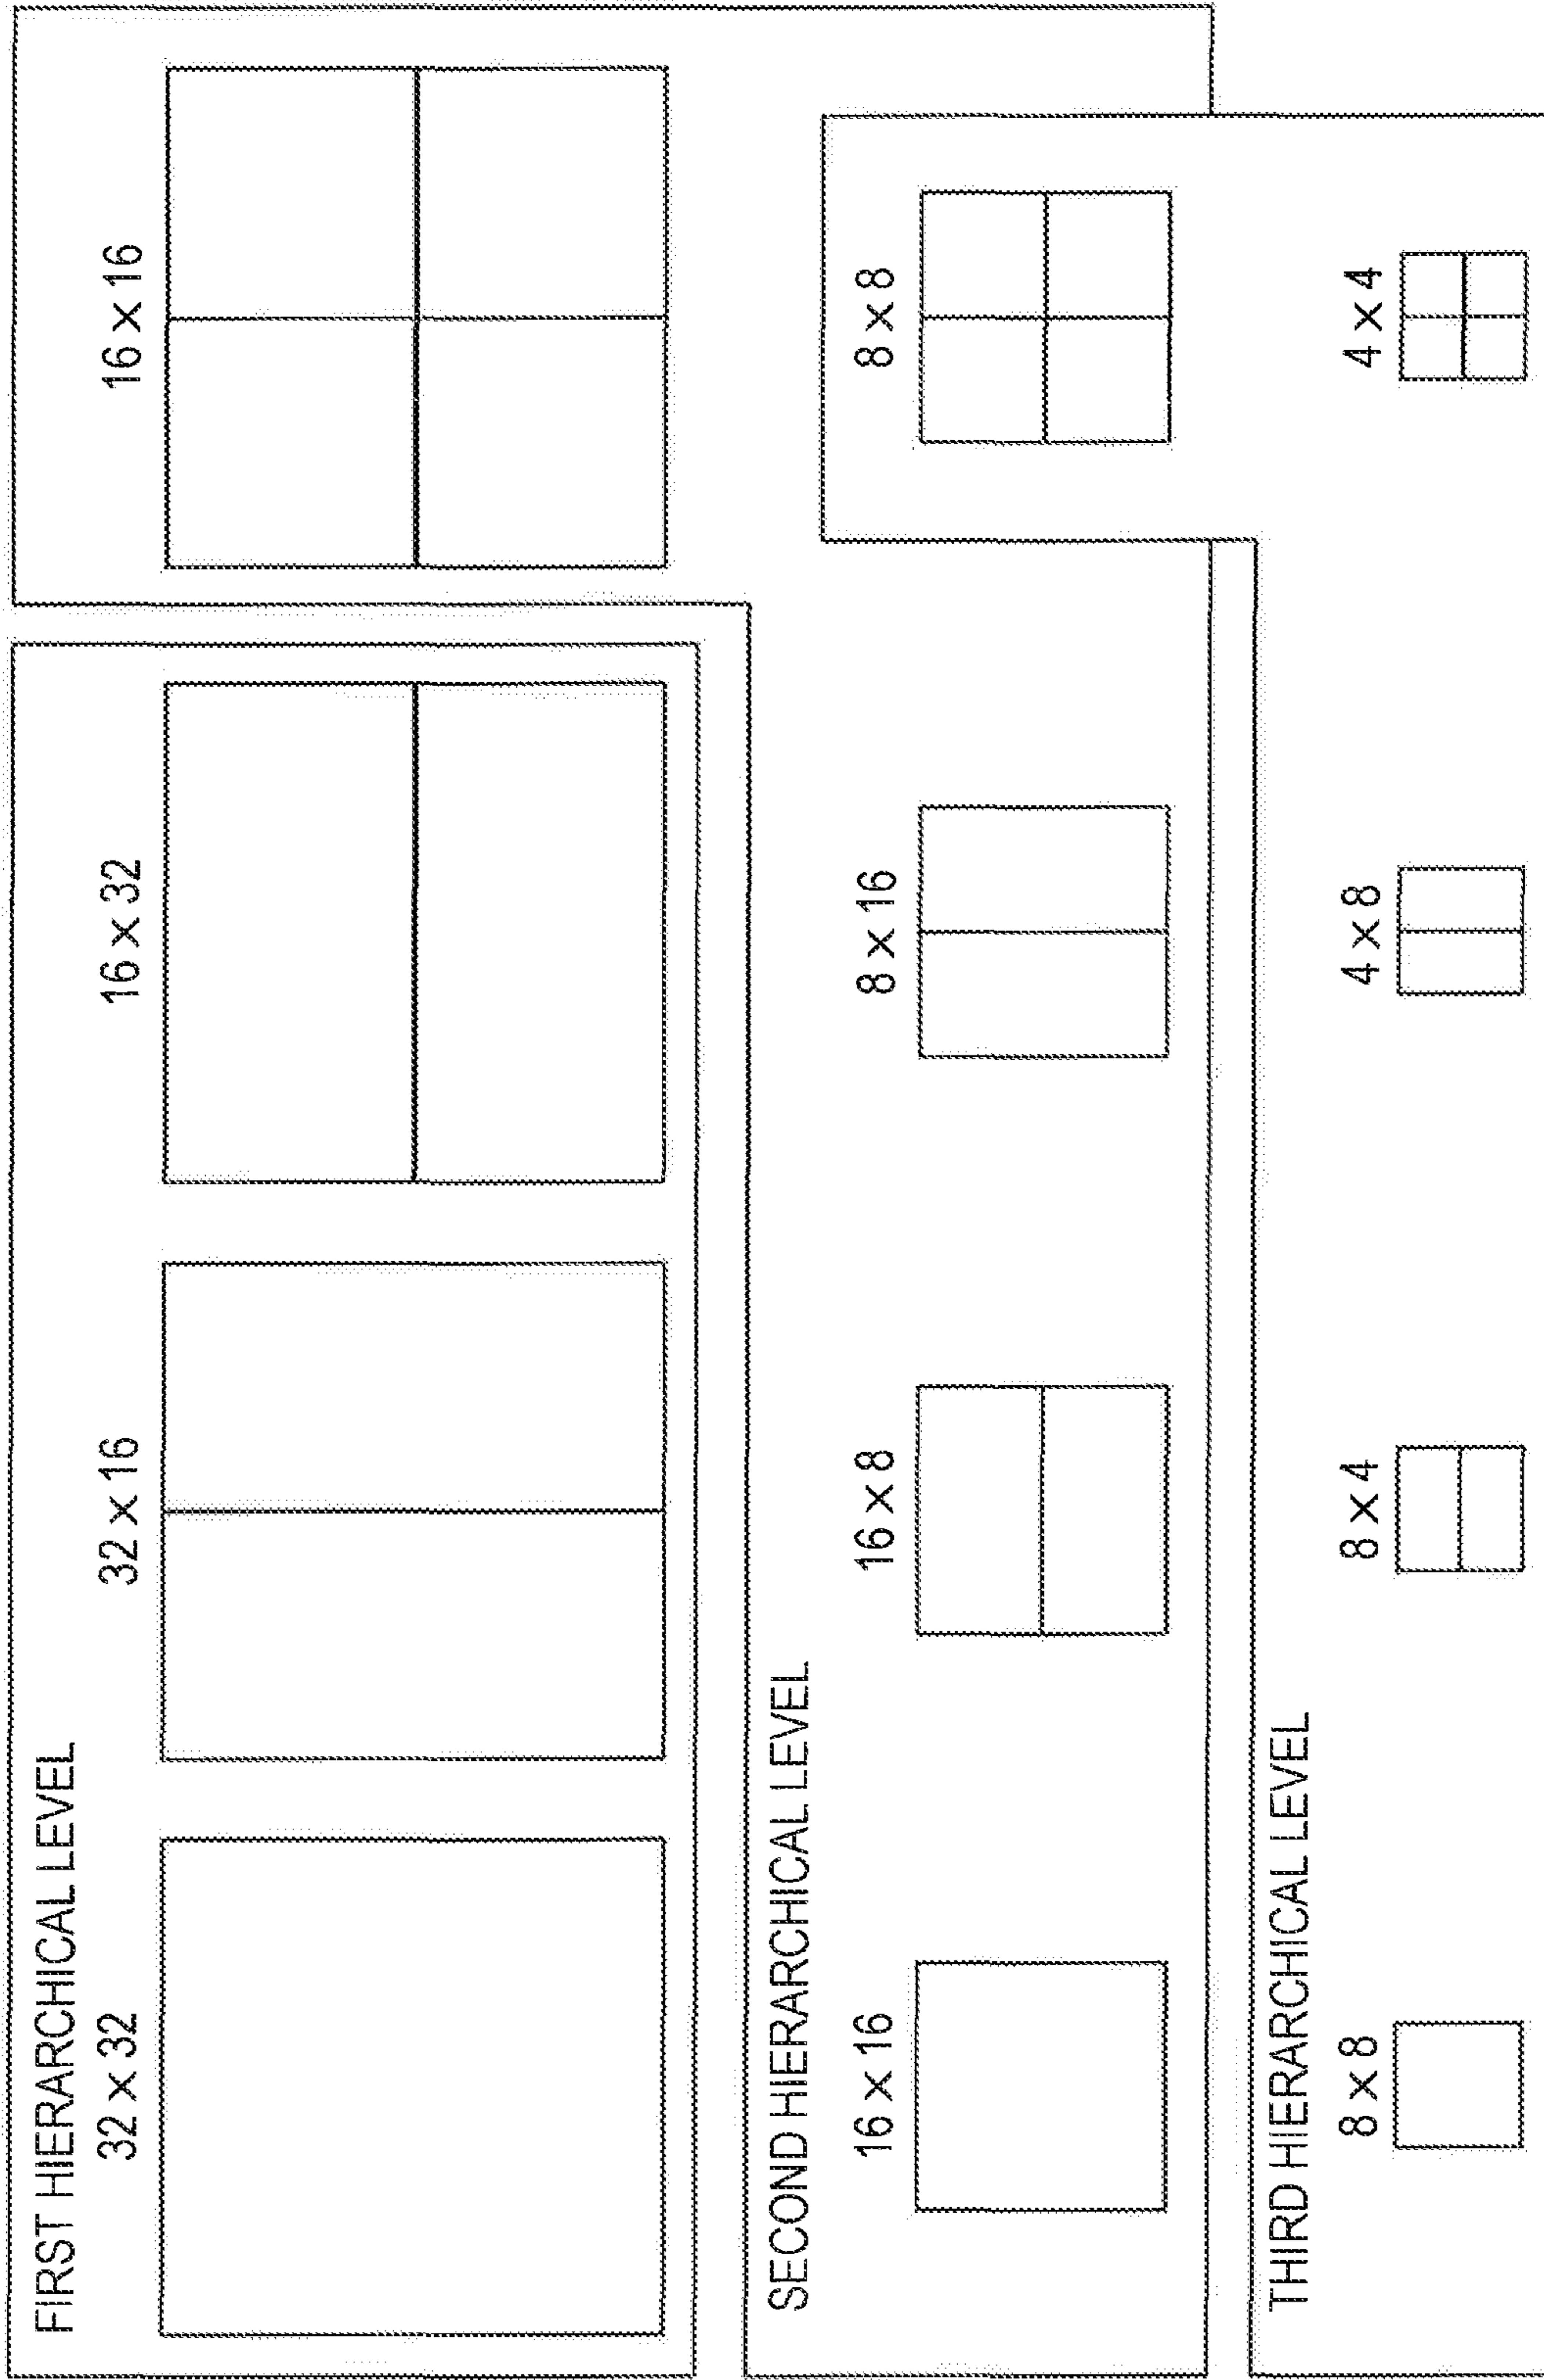 FIRST HIERARCHICAL LEVEL
32 × 32
32 × 16
16 × 32
16 × 16
SECOND HIERARCHICAL LEVEL
16 × 16
16 × 8
8 × 16
8 × 8
THIRD HIERARCHICAL LEVEL
8 × 8
8 × 4
4 × 8
4 × 4